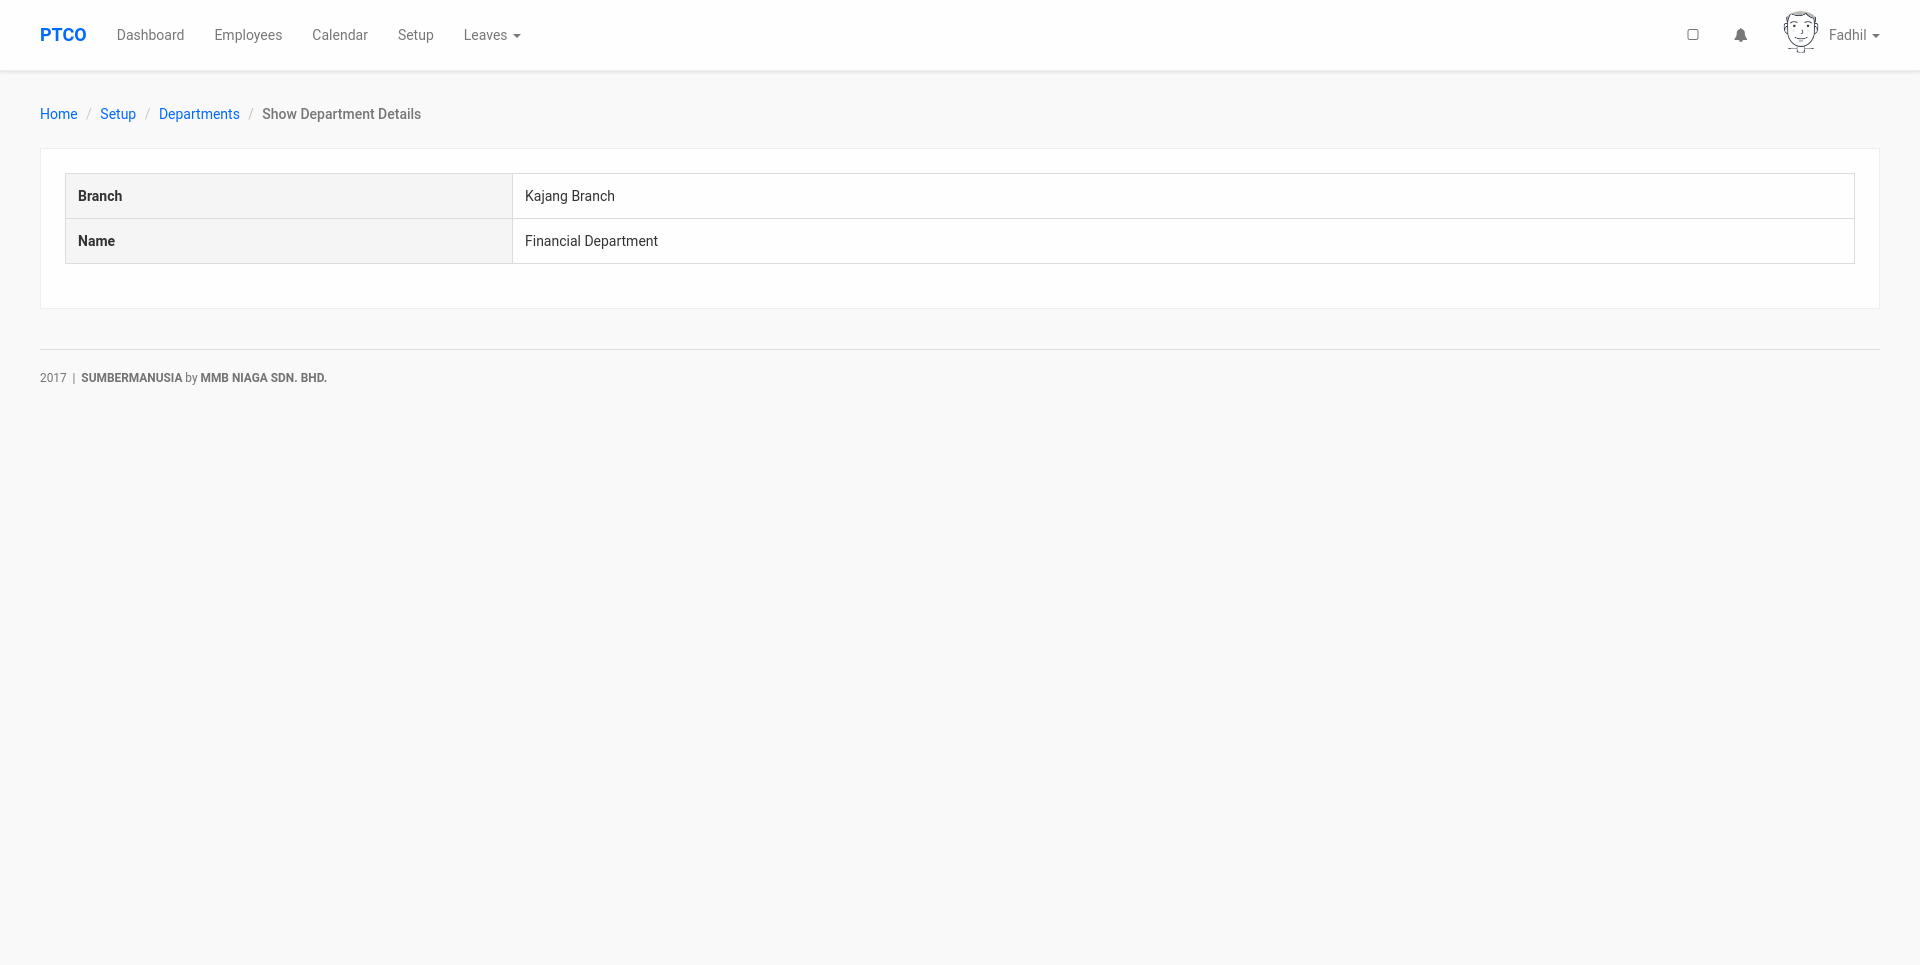 PTCO Dashboard Employees Calendar Setup Leaves Fadhil
Home / Setup / Departments / Show Department Details
Branch Kajang Branch
Name Financial Department
2017 | SUMBERMANUSIA by MMB NIAGA SDN. BHD.